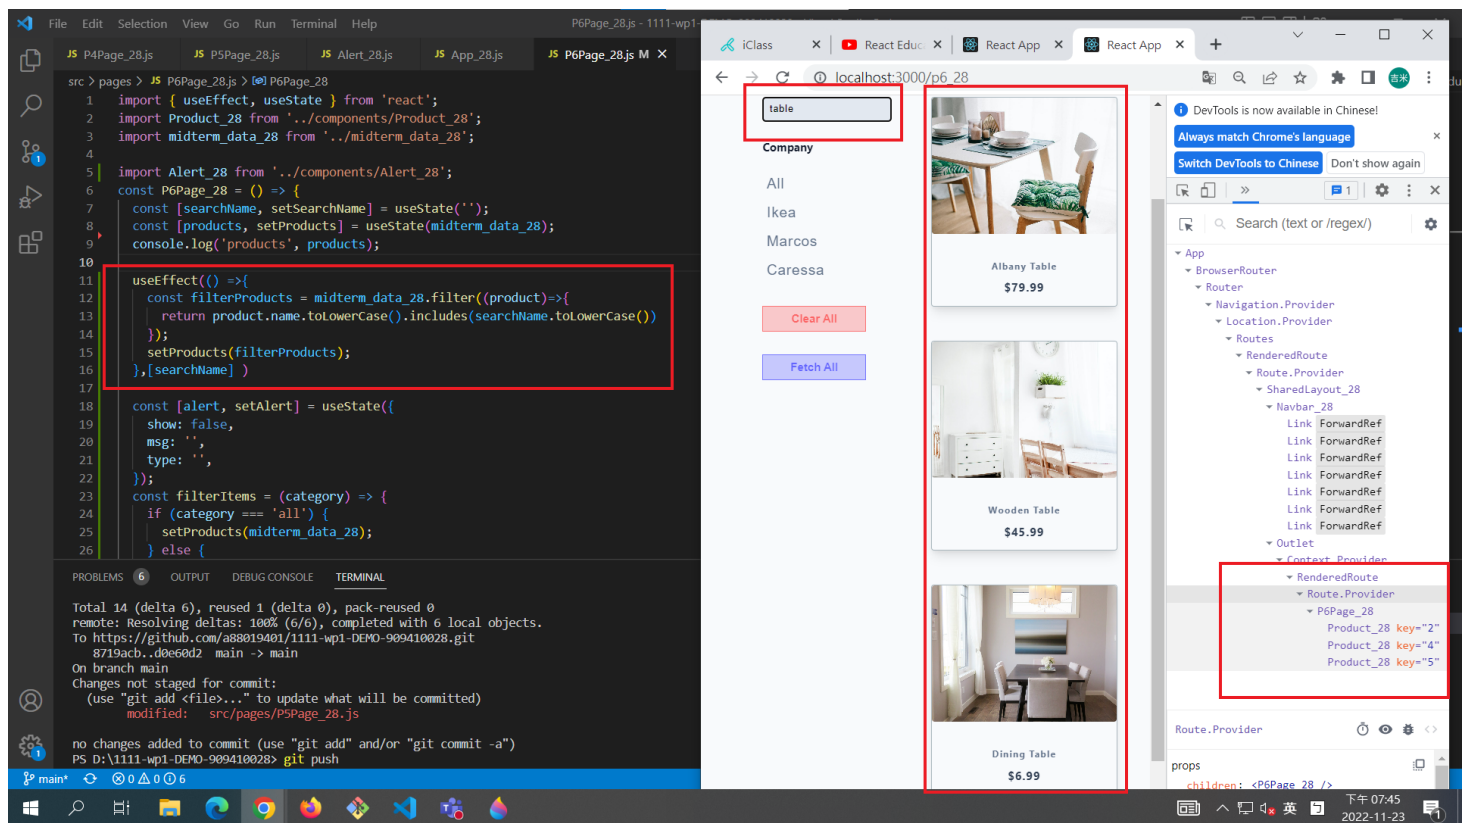 File Edit Selection View Go Run Terminal Help P6Page_28.js - 1111-wp1-
JS P4Page_28.js JS P5Page_28.js JS Alert_28.js JS App_28.js JS P6Page_28.js M
src > pages > JS P6Page_28.js > P6Page_28
1 import { useEffect, useState } from 'react';
2 import Product_28 from '../components/Product_28';
3 import midterm_data_28 from '../midterm_data_28';
4
5 import Alert_28 from '../components/Alert_28';
6 const P6Page_28 = () => {
7 const [searchName, setSearchName] = useState('');
8 const [products, setProducts] = useState(midterm_data_28);
9 console.log('products', products);
10
11 useEffect(() =>{
12 const filterProducts = midterm_data_28.filter((product)=>{
13 return product.name.toLowerCase().includes(searchName.toLowerCase())
14 });
15 setProducts(filterProducts);
16 },[searchName] )
17
18 const [alert, setAlert] = useState({
19 show: false,
20 msg: '',
21 type: '',
22 });
23 const filterItems = (category) => {
24 if (category === 'all') {
25 setProducts(midterm_data_28);
26 } else {
PROBLEMS 6 OUTPUT DEBUG CONSOLE TERMINAL
Total 14 (delta 6), reused 1 (delta 0), pack-reused 0
remote: Resolving deltas: 100% (6/6), completed with 6 local objects.
To https://github.com/a88019401/1111-wp1-DEMO-909410028.git
8719acb..d0e60d2 main -> main
On branch main
Changes not staged for commit:
(use "git add <file>..." to update what will be committed)
modified: src/pages/P5Page_28.js
no changes added to commit (use "git add" and/or "git commit -a")
PS D:\1111-wp1-DEMO-909410028> git push
main* 0 0 6
1
1
iClass React Educ React App React App
localhost:3000/p6_28 吉米
table
Company
All
Ikea
Marcos
Caressa
Clear All
Fetch All
Albany Table
$79.99
Wooden Table
$45.99
Dining Table
$6.99
DevTools is now available in Chinese!
Always match Chrome's language
Switch DevTools to Chinese Don't show again
1
Search (text or /regex/)
App
BrowserRouter
Router
Navigation.Provider
Location.Provider
Routes
RenderedRoute
Route.Provider
SharedLayout_28
Navbar_28
Link ForwardRef
Link ForwardRef
Link ForwardRef
Link ForwardRef
Link ForwardRef
Link ForwardRef
Link ForwardRef
Outlet
Context.Provider
RenderedRoute
Route.Provider
P6Page_28
Product_28 key="2"
Product_28 key="4"
Product_28 key="5"
Route.Provider
props
children: <P6Page_28 />
英 下午 07:45
2022-11-23
1